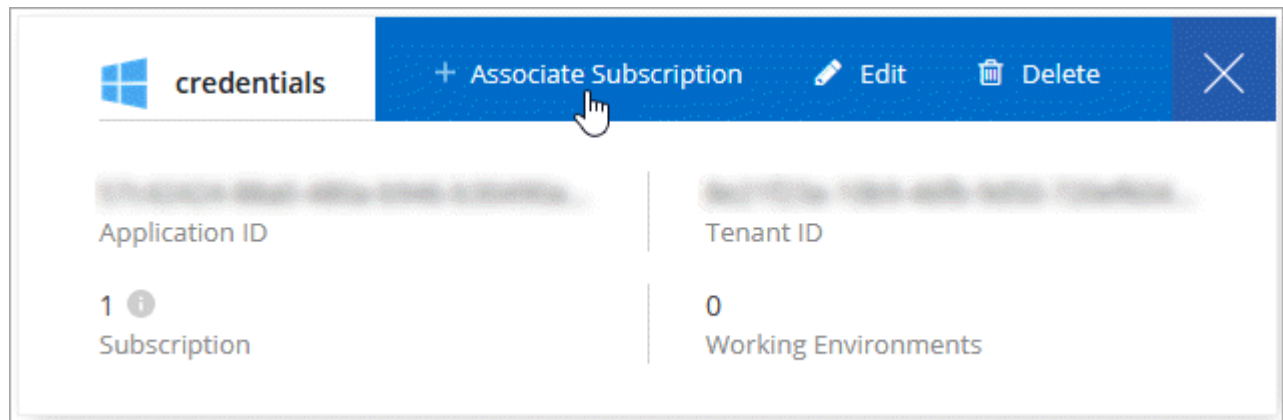 credentials
+ Associate Subscription
Edit
Delete
Application ID
Tenant ID
1
Subscription
0
Working Environments